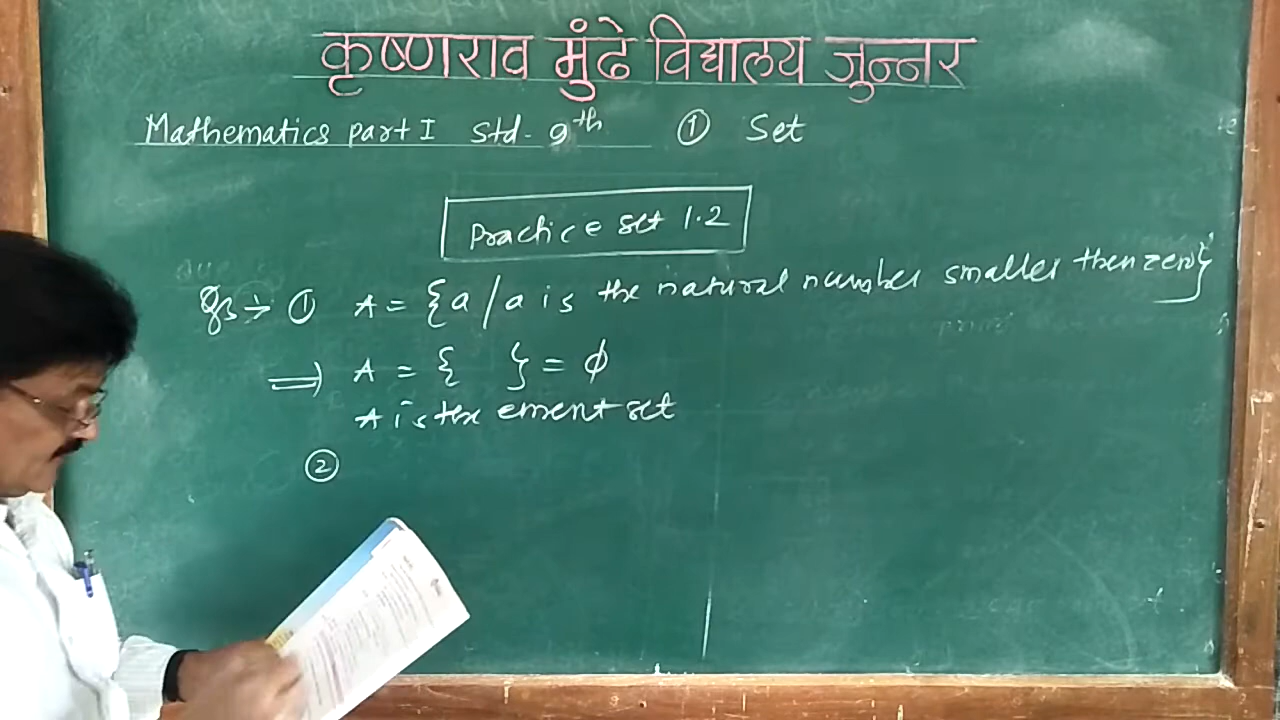 कृष्णराव मुंढे विद्यालय जुन्नर
Mathematics part I Std- 9th ① Set
Practice set 1.2
① A = {a / a is the natural number smaller then zero}
⇒ A = { } = ϕ
A is the ement set
②